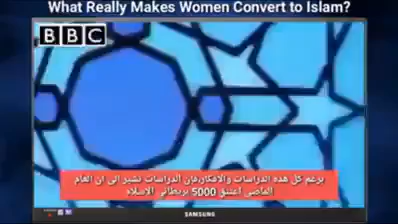 What Really Makes Women Convert to Islam?
BBC
برغم كل هذه الدراسات والافكار،فان الدراسات تشير الى ان العام
الماضي اعتنق 5000 بريطاني الاسلام
SAMSUNG